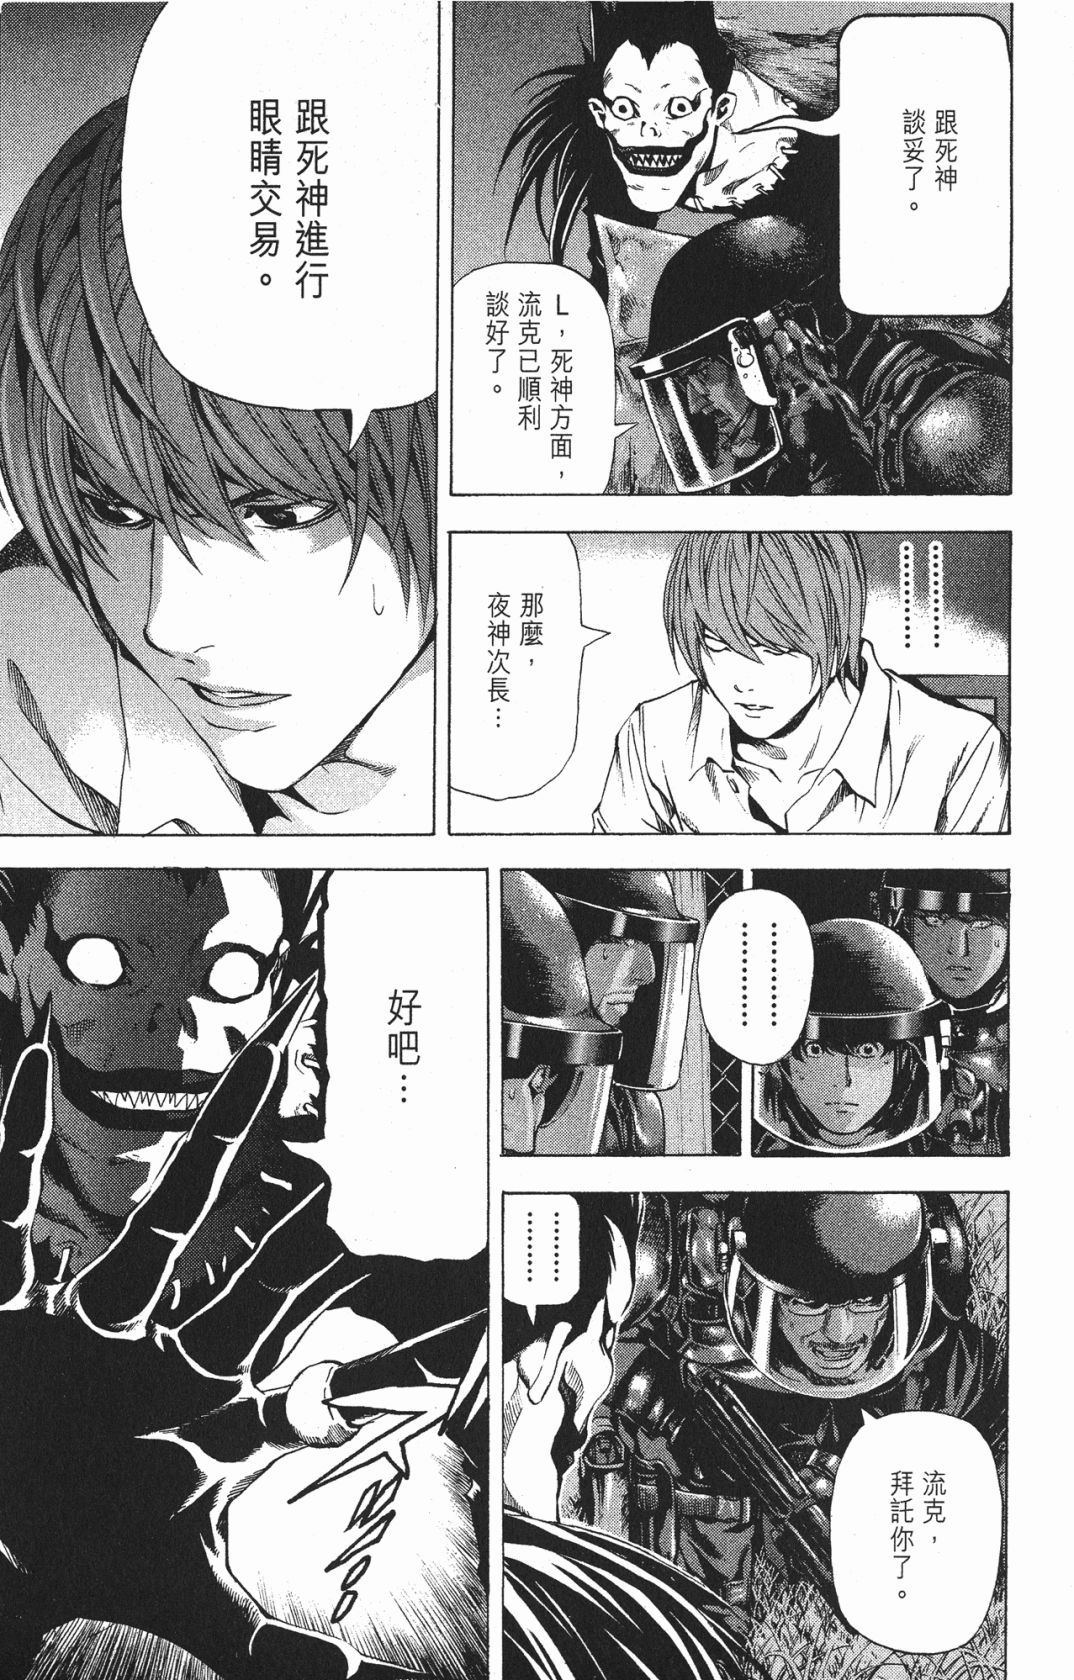 跟死神
談妥了。
L，死神方面，
流克已順利
談好了。
…………
…………
那麼，
夜神次長…
跟死神進行
眼睛交易。
…………
…………
流克，
拜託你了。
…………
…………
好吧…